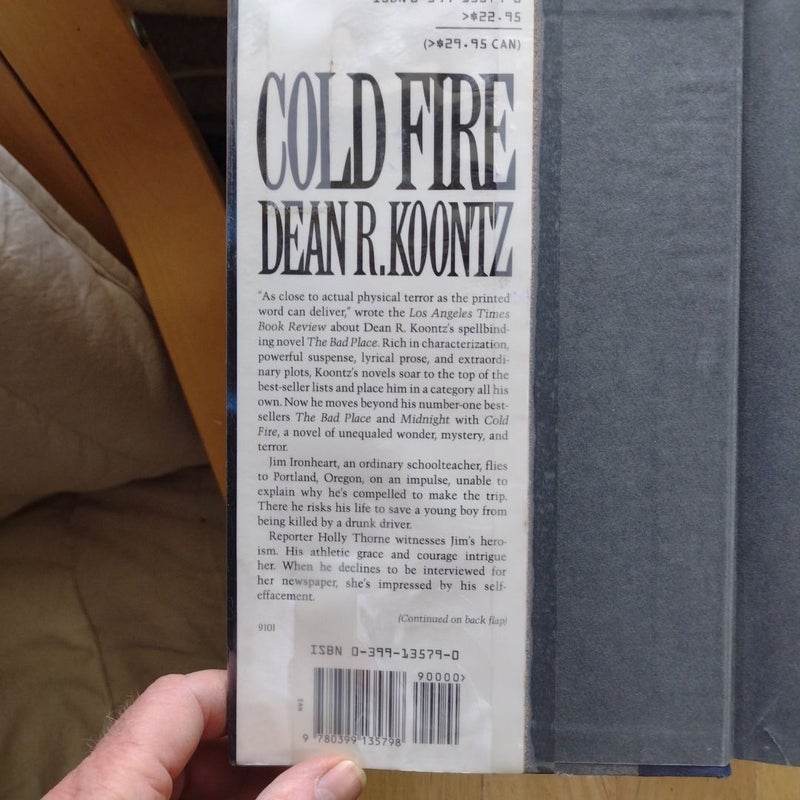 ISBN 0-399-13579-0
>$22.95
(>$29.95 CAN)
COLD FIRE
DEAN R. KOONTZ
"As close to actual physical terror as the printed
word can deliver," wrote the Los Angeles Times
Book Review about Dean R. Koontz's spellbind-
ing novel The Bad Place. Rich in characterization,
powerful suspense, lyrical prose, and extraordi-
nary plots, Koontz's novels soar to the top of the
best-seller lists and place him in a category all his
own. Now he moves beyond his number-one best-
sellers The Bad Place and Midnight with Cold
Fire, a novel of unequaled wonder, mystery, and
terror.
Jim Ironheart, an ordinary schoolteacher, flies
to Portland, Oregon, on an impulse, unable to
explain why he's compelled to make the trip.
There he risks his life to save a young boy from
being killed by a drunk driver.
Reporter Holly Thorne witnesses Jim's hero-
ism. His athletic grace and courage intrigue
her. When he declines to be interviewed for
her newspaper, she's impressed by his self-
effacement.
(Continued on back flap)
9101
ISBN 0-399-13579-0
90000>
EAN
9 780399 135798